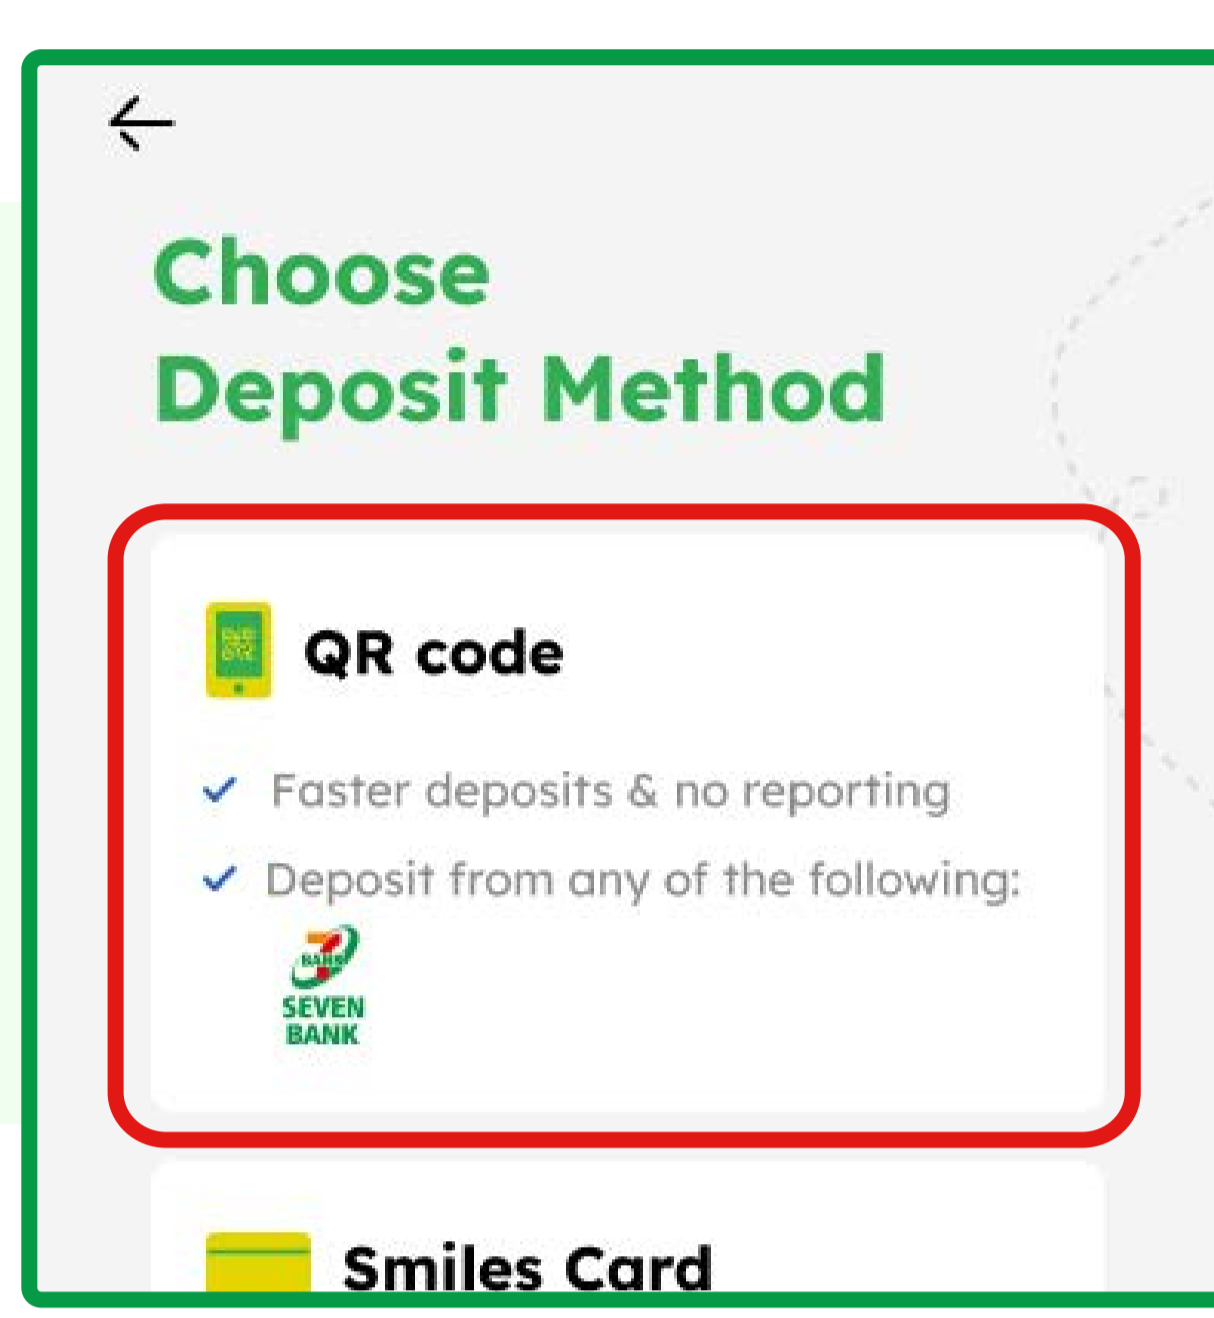 Choose
Deposit Method
QR code
Faster deposits & no reporting
Deposit from any of the following:
BANK
SEVEN
BANK
Smiles Card